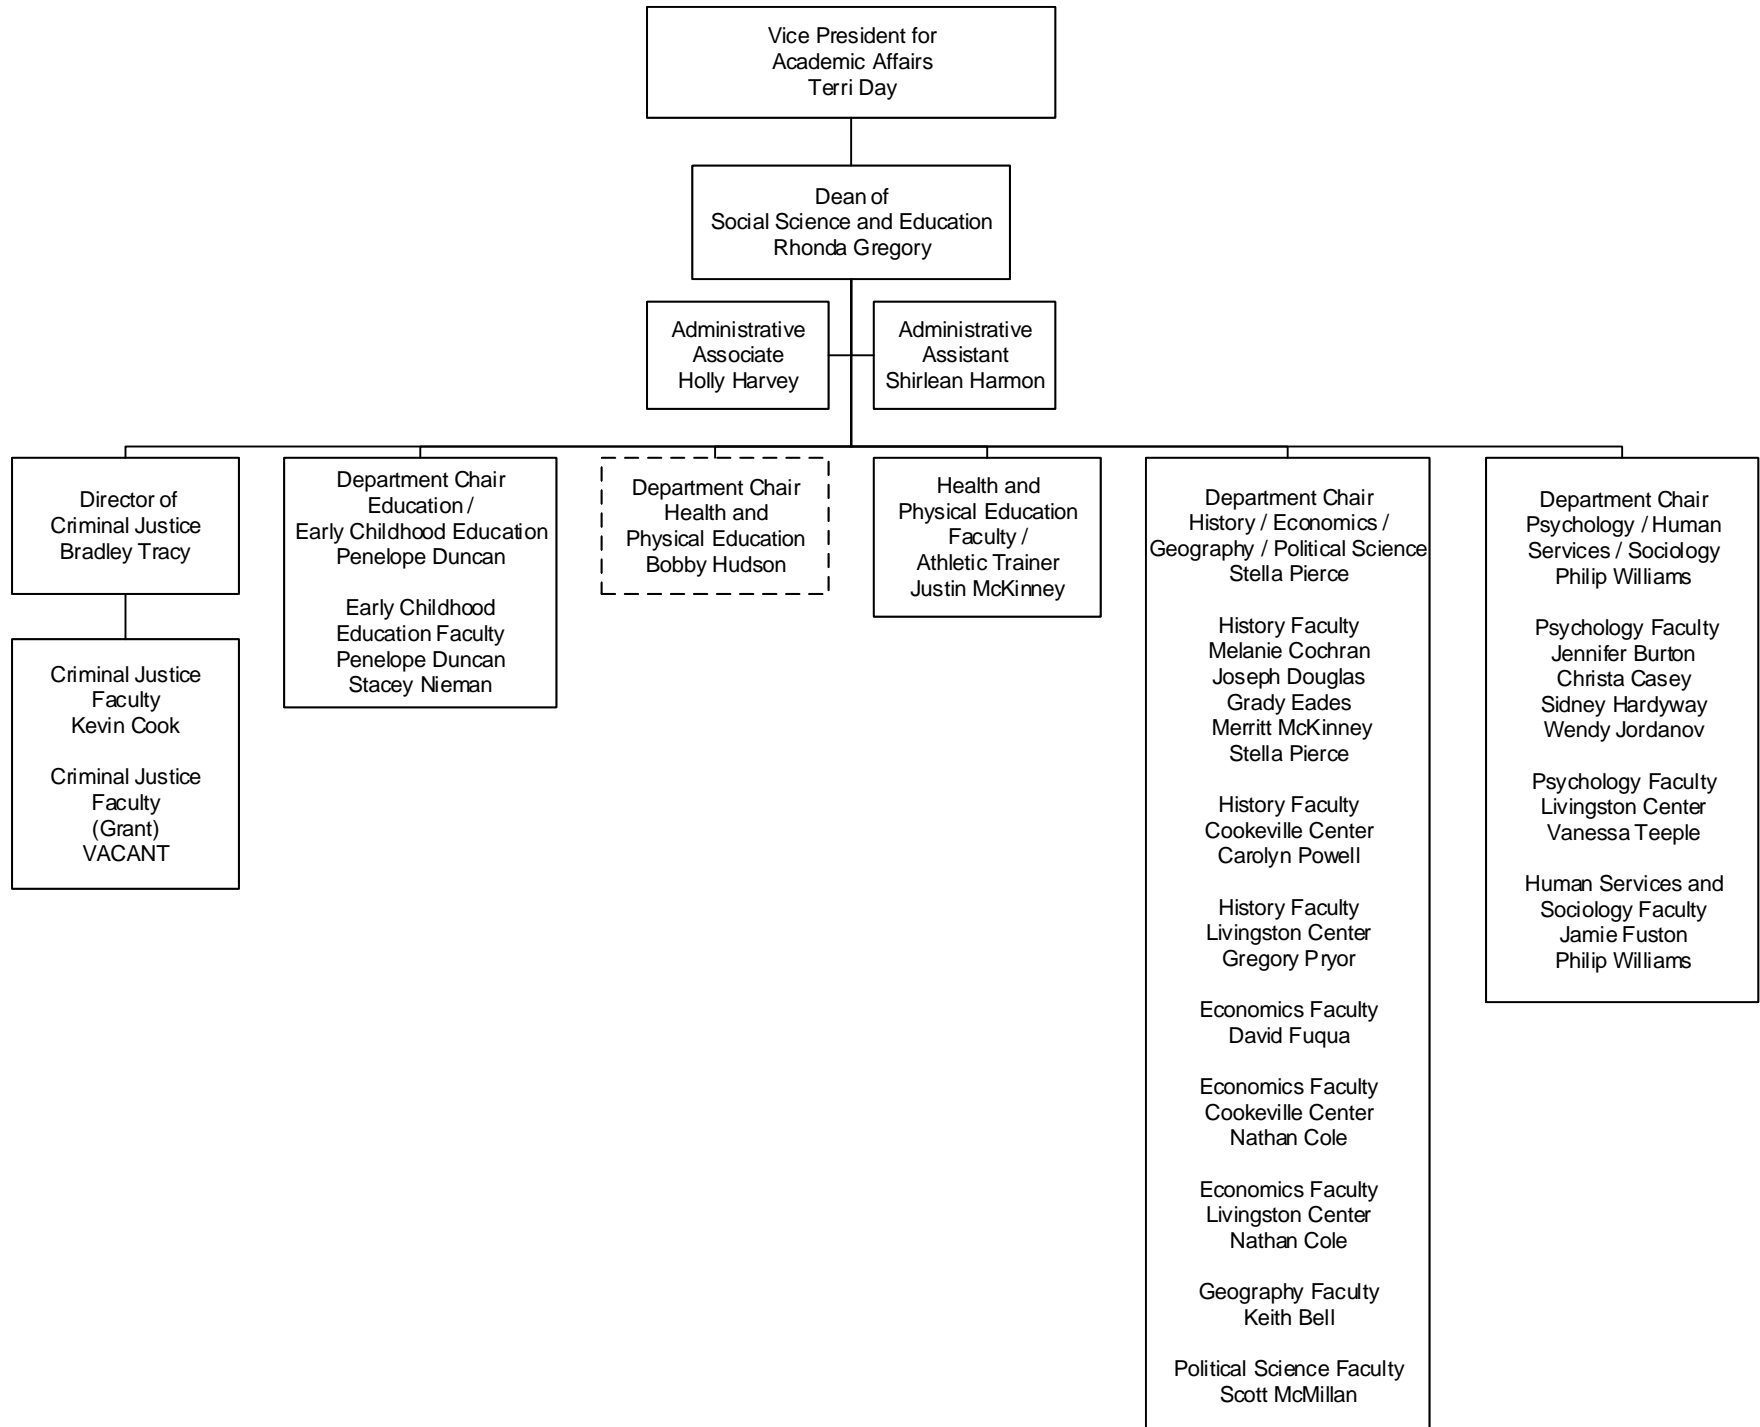 Vice President for
Academic Affairs
Terri Day
Dean of
Social Science and Education
Rhonda Gregory
Administrative
Associate
Holly Harvey
Administrative
Assistant
Shirlean Harmon
Director of
Criminal Justice
Bradley Tracy
Criminal Justice
Faculty
Kevin Cook
Criminal Justice
Faculty
(Grant)
VACANT
Department Chair
Education /
Early Childhood Education
Penelope Duncan
Early Childhood
Education Faculty
Penelope Duncan
Stacey Nieman
Department Chair
Health and
Physical Education
Bobby Hudson
Health and
Physical Education
Faculty /
Athletic Trainer
Justin McKinney
Department Chair
History / Economics /
Geography / Political Science
Stella Pierce
History Faculty
Melanie Cochran
Joseph Douglas
Grady Eades
Merritt McKinney
Stella Pierce
History Faculty
Cookeville Center
Carolyn Powell
History Faculty
Livingston Center
Gregory Pryor
Economics Faculty
David Fuqua
Economics Faculty
Cookeville Center
Nathan Cole
Economics Faculty
Livingston Center
Nathan Cole
Geography Faculty
Keith Bell
Political Science Faculty
Scott McMillan
Department Chair
Psychology / Human
Services / Sociology
Philip Williams
Psychology Faculty
Jennifer Burton
Christa Casey
Sidney Hardyway
Wendy Jordanov
Psychology Faculty
Livingston Center
Vanessa Teeple
Human Services and
Sociology Faculty
Jamie Fuston
Philip Williams